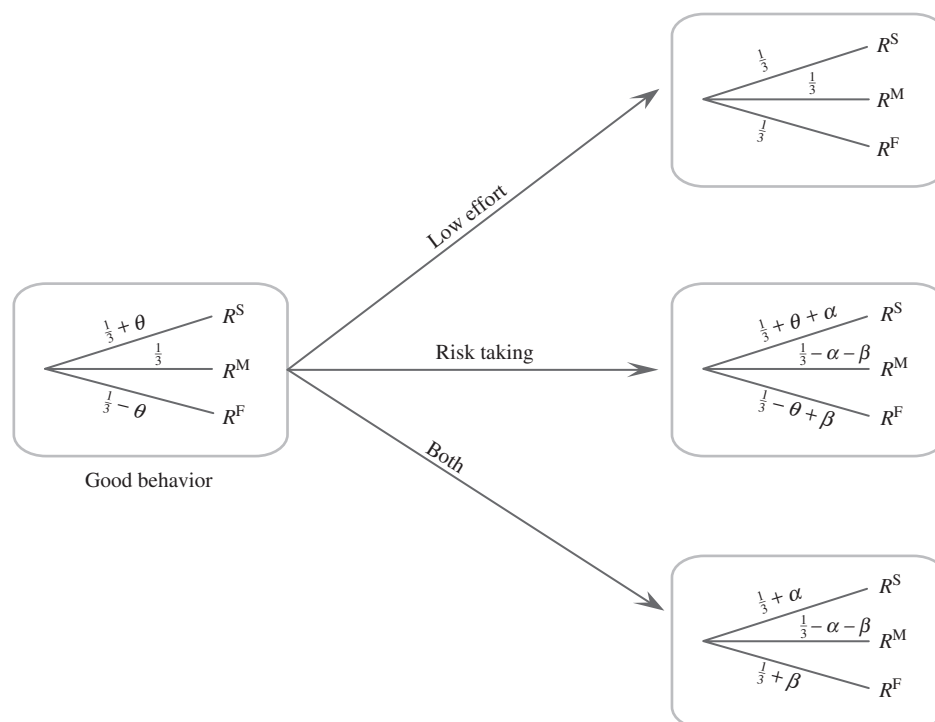 1/3 R^S
1/3 R^M
1/3 R^F
Low effort
1/3 + θ R^S
1/3 R^M
1/3 − θ R^F
Good behavior
Risk taking
1/3 + θ + α R^S
1/3 − α − β R^M
1/3 − θ + β R^F
Both
1/3 + α R^S
1/3 − α − β R^M
1/3 + β R^F